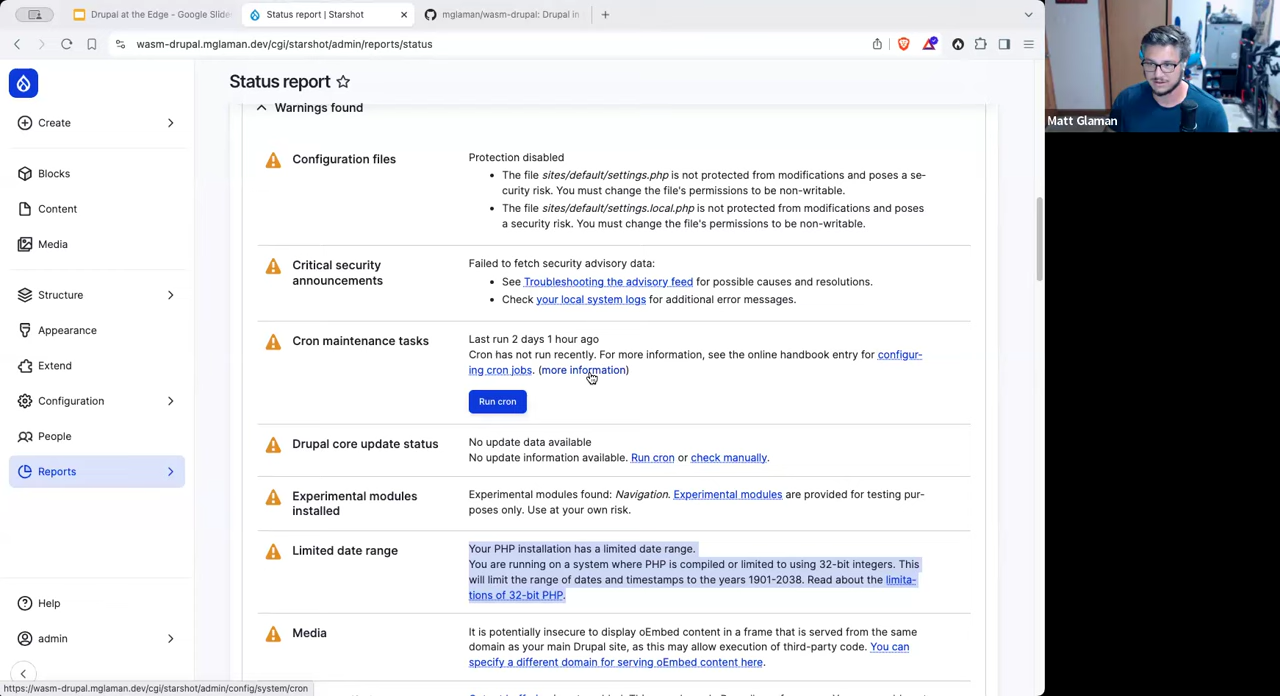 Drupal at the Edge - Google Slide
Status report | Starshot
mglaman/wasm-drupal: Drupal in
wasm-drupal.mglaman.dev/cgi/starshot/admin/reports/status
Matt Glaman
Create
Blocks
Content
Media
Structure
Appearance
Extend
Configuration
People
Reports
Help
admin
Status report
Warnings found
Configuration files
Protection disabled
The file sites/default/settings.php is not protected from modifications and poses a se-
curity risk. You must change the file's permissions to be non-writable.
The file sites/default/settings.local.php is not protected from modifications and poses
a security risk. You must change the file's permissions to be non-writable.
Critical security
announcements
Failed to fetch security advisory data:
See Troubleshooting the advisory feed for possible causes and resolutions.
Check your local system logs for additional error messages.
Cron maintenance tasks
Last run 2 days 1 hour ago
Cron has not run recently. For more information, see the online handbook entry for configur-
ing cron jobs. (more information)
Run cron
Drupal core update status
No update data available
No update information available. Run cron or check manually.
Experimental modules
installed
Experimental modules found: Navigation. Experimental modules are provided for testing pur-
poses only. Use at your own risk.
Limited date range
Your PHP installation has a limited date range.
You are running on a system where PHP is compiled or limited to using 32-bit integers. This
will limit the range of dates and timestamps to the years 1901-2038. Read about the limita-
tions of 32-bit PHP.
Media
It is potentially insecure to display oEmbed content in a frame that is served from the same
domain as your main Drupal site, as this may allow execution of third-party code. You can
specify a different domain for serving oEmbed content here.
https://wasm-drupal.mglaman.dev/cgi/starshot/admin/config/system/cron